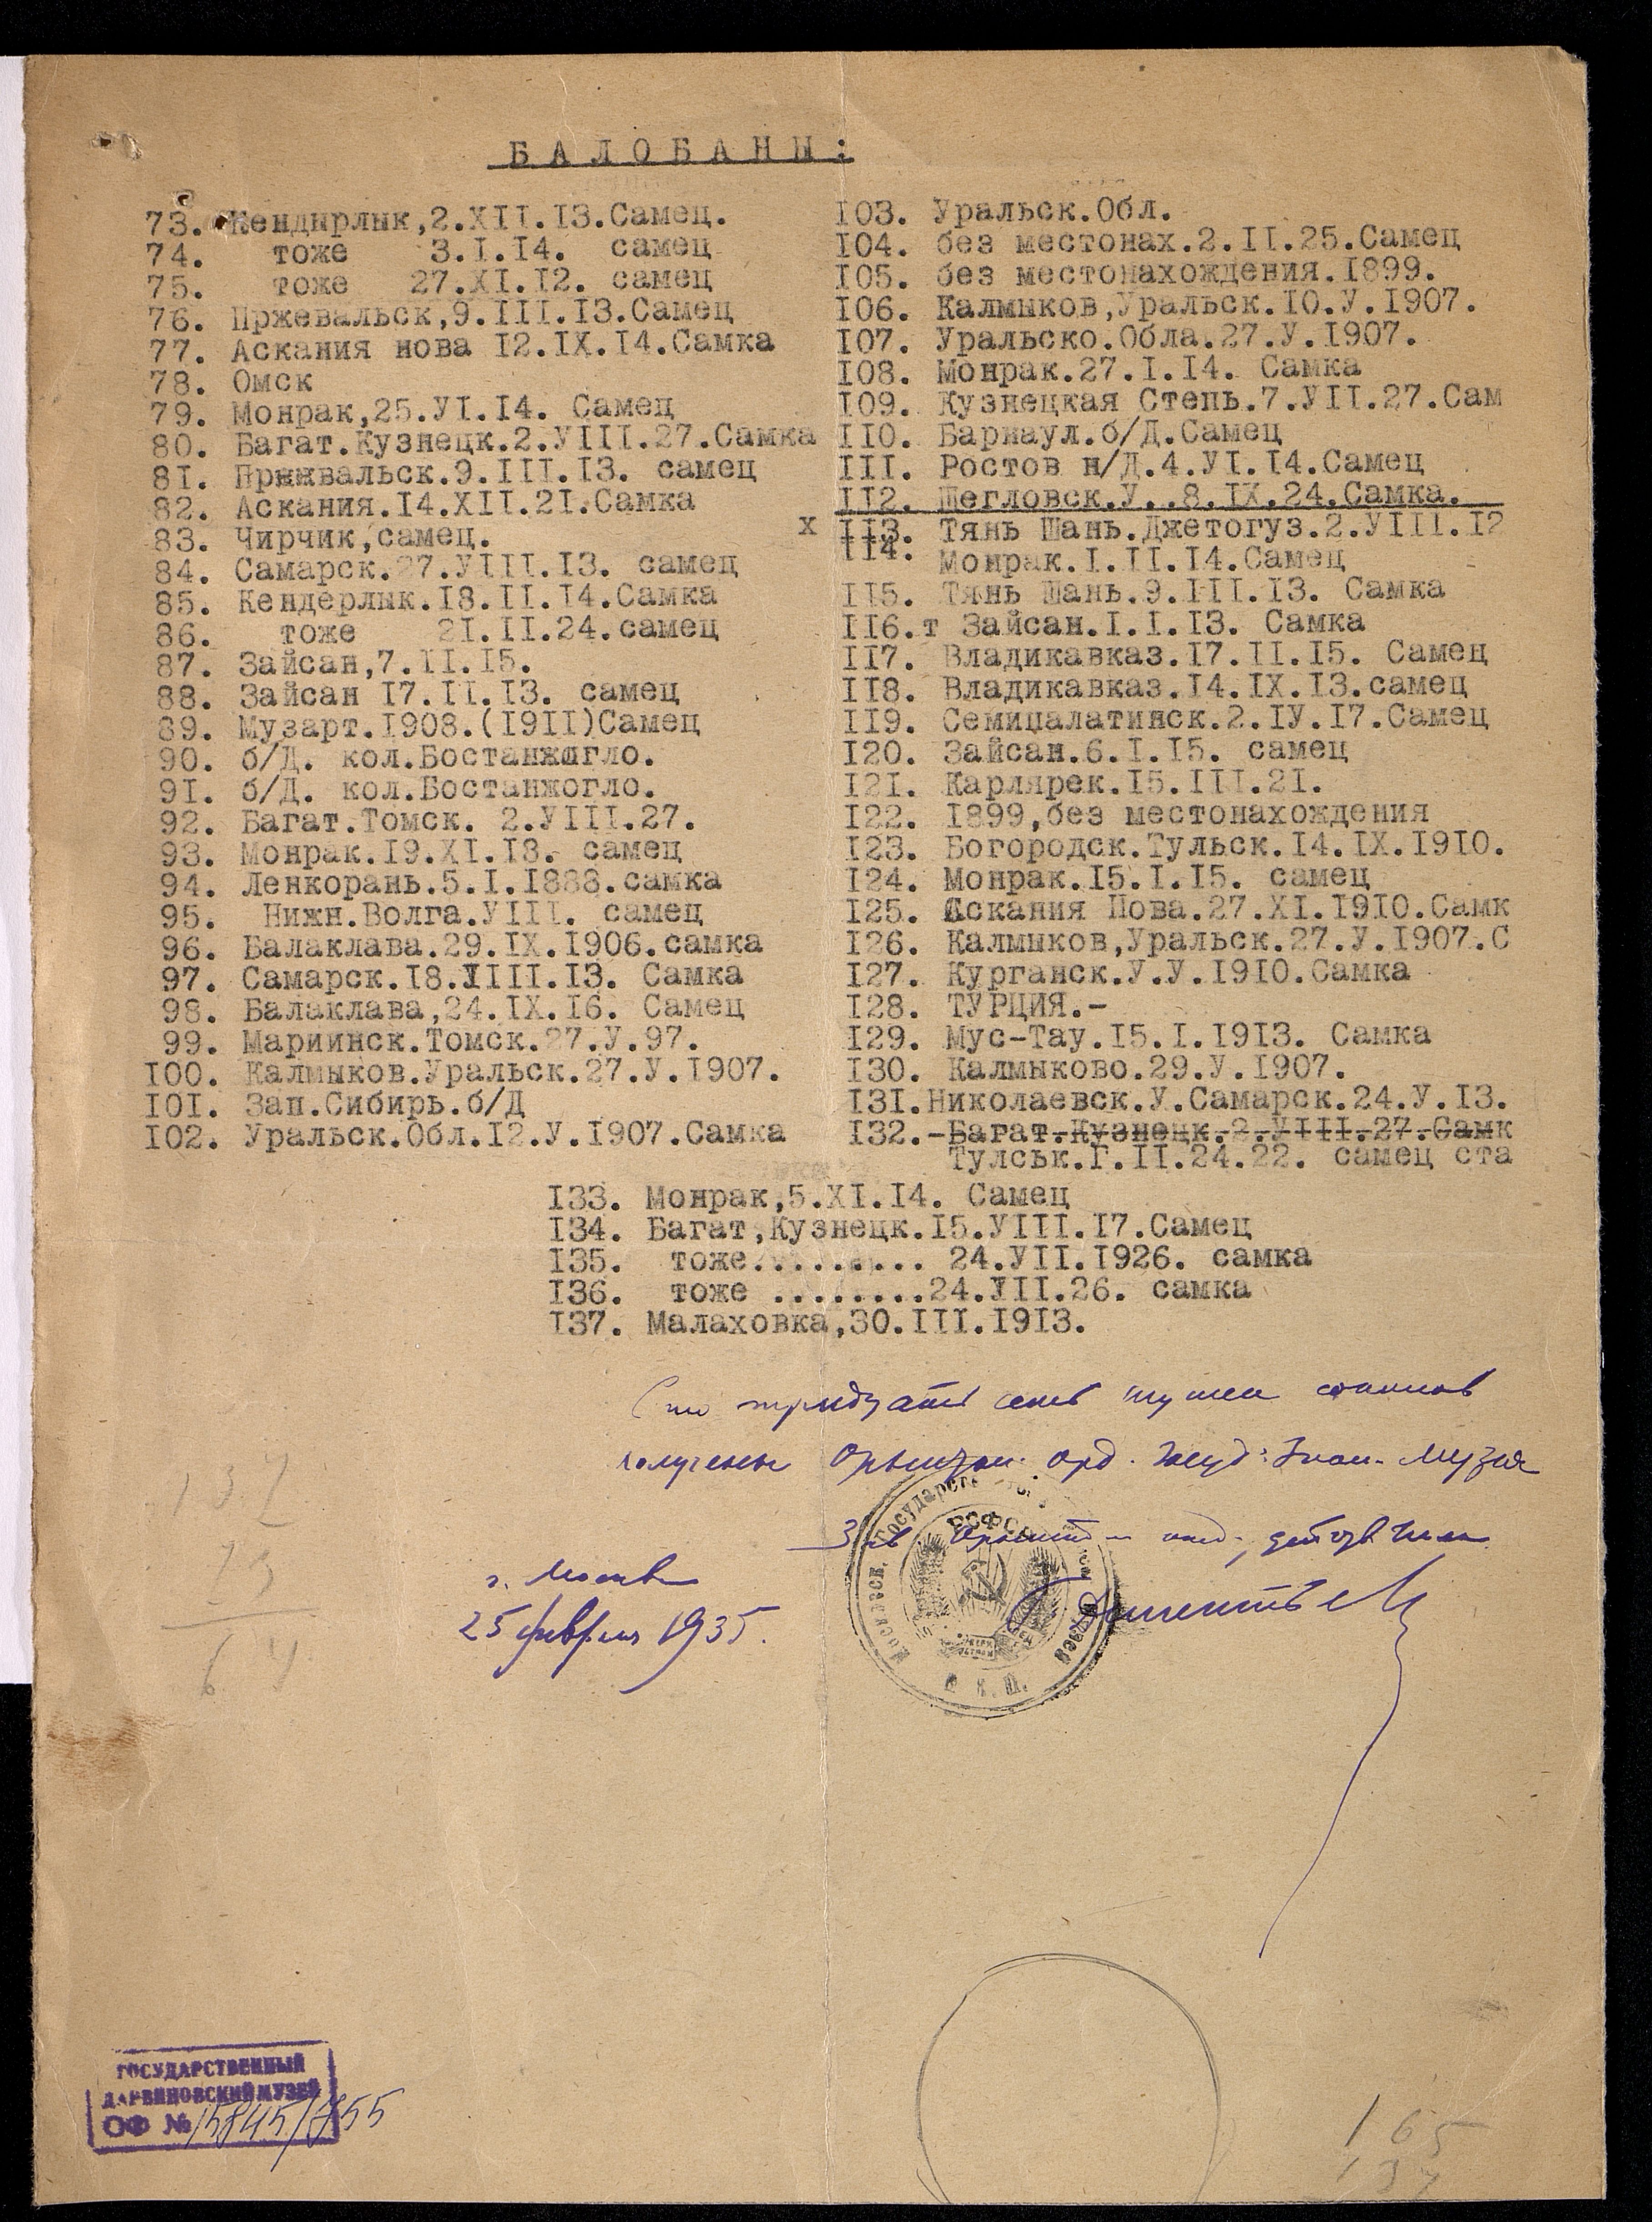 БАЛОБАНЫ:
73. Кендырлык,2.XII.I3.Самец.
74. тоже 3.I.I4. самец
75. тоже 27.XI.I2. самец
76. Пржевальск,9.III.I3.Самец
77. Аскания нова I2.IX.I4.Самка
78. Омск
79. Монрак,25.УI.I4. Самец
80. Багат.Кузнецк.2.УIII.27.Самка
81. Прживальск.9.III.I3. самец
82. Аскания.I4.XII.2I.Самка
83. Чирчик,самец.
84. Самарск.27.УIII.I3. самец
85. Кендерлык.I8.II.I4.Самка
86. тоже 2I.II.24.самец
87. Зайсан,7.II.I5.
88. Зайсан I7.II.I3. самец
89. Музарт.I908.(I9II)Самец
90. б/Д. кол.Бостанжогло.
9I. б/Д. кол.Бостанжогло.
92. Багат.Томск. 2.УIII.27.
93. Монрак.I9.XI.I3. самец
94. Ленкорань.5.I.I888.самка
95. Нижн.Волга.УIII. самец
96. Балаклава.29.IX.I906.самка
97. Самарск.I8.УIII.I3. Самка
98. Балаклава,24.IX.I6. Самец
99. Мариинск.Томск.27.У.97.
I00. Калмыков.Уральск.27.У.I907.
I0I. Зап.Сибирь.б/Д
I02. Уральск.Обл.I2.У.I907.Самка
I03. Уральск.Обл.
I04. без местонах.2.II.25.Самец
I05. без местонахождения.I899.
I06. Калмыков,Уральск.I0.У.I907.
I07. Уральско.Обла.27.У.I907.
I08. Монрак.27.I.I4. Самка
I09. Кузнецкая Степь.7.УII.27.Сам
II0. Барнаул.б/Д.Самец
III. Ростов н/Д.4.УI.I4.Самец
II2. Щегловск.У..8.IX.24.Самка.
х II3. Тянь Шань.Джетогуз.2.УIII.I2
II4. Монрак.I.II.I4.Самец
II5. Тянь Шань.9.III.I3. Самка
II6.т Зайсан.I.I.I3. Самка
II7. Владикавказ.I7.II.I5. Самец
II8. Владикавказ.I4.IX.I3.самец
II9. Семицалатинск.2.IУ.I7.Самец
I20. Зайсан.6.I.I5. самец
I2I. Карлярек.I5.III.2I.
I22. I899,без местонахождения
I23. Богородск.Тульск.I4.IX.I9I0.
I24. Монрак.I5.I.I5. самец
I25. Аскания Нова.27.XI.I9I0.Самк
I26. Калмыков,Уральск.27.У.I907.С
I27. Курганск.У.У.I9I0.Самка
I28. ТУРЦИЯ.-
I29. Мус-Тау.I5.I.I9I3. Самка
I30. Калмыково.29.У.I907.
I3I.Николаевск.У.Самарск.24.У.I3.
I32.-Багат.Кузнецк.2.УIII.27.Самк
Тулськ.Г.II.24.22. самец ста
I33. Монрак,5.XI.I4. Самец
I34. Багат,Кузнецк.I5.УIII.I7.Самец
I35. тоже......... 24.УII.I926. самка
I36. тоже ........24.УII.26. самка
I37. Малаховка,30.III.I9I3.
Сто тридцать семь
получены
г. Москва
25 февраля 1935.
РСФСР
137
73
64
ГОСУДАРСТВЕННЫЙ
ДАРВИНОВСКИЙ МУЗЕЙ
ОФ № 15845/755
165
137